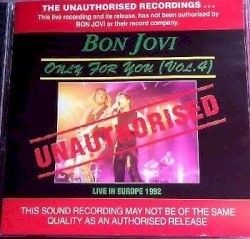 THE UNAUTHORISED RECORDINGS ...
This live recording and its release, has not been authorised by
BON JOVI or their record company.
BON JOVI
ONLY FOR YOU (VOL.4)
UNAUTHORISED
LIVE IN EUROPE 1992
THIS SOUND RECORDING MAY NOT BE OF THE SAME
QUALITY AS AN AUTHORISED RELEASE